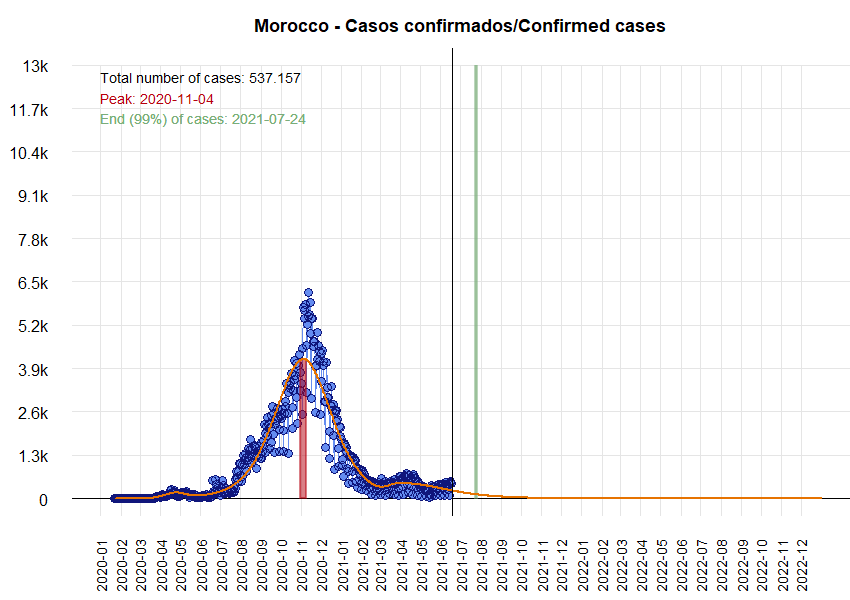 Morocco - Casos confirmados/Confirmed cases
13k
Total number of cases: 537.157
Peak: 2020-11-04
End (99%) of cases: 2021-07-24
11.7k
10.4k
9.1k
7.8k
6.5k
5.2k
3.9k
2.6k
1.3k
0
2020-01
2020-02
2020-03
2020-04
2020-05
2020-06
2020-07
2020-08
2020-09
2020-10
2020-11
2020-12
2021-01
2021-02
2021-03
2021-04
2021-05
2021-06
2021-07
2021-08
2021-09
2021-10
2021-11
2021-12
2022-01
2022-02
2022-03
2022-04
2022-05
2022-06
2022-07
2022-08
2022-09
2022-10
2022-11
2022-12